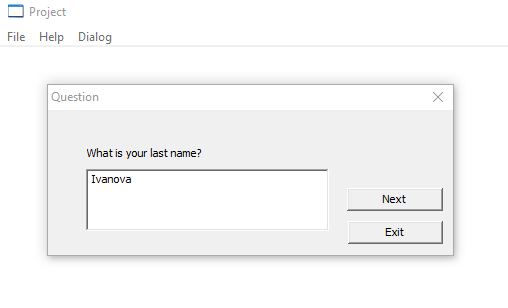 Project
File Help Dialog
Question
What is your last name?
Ivanova
Next
Exit